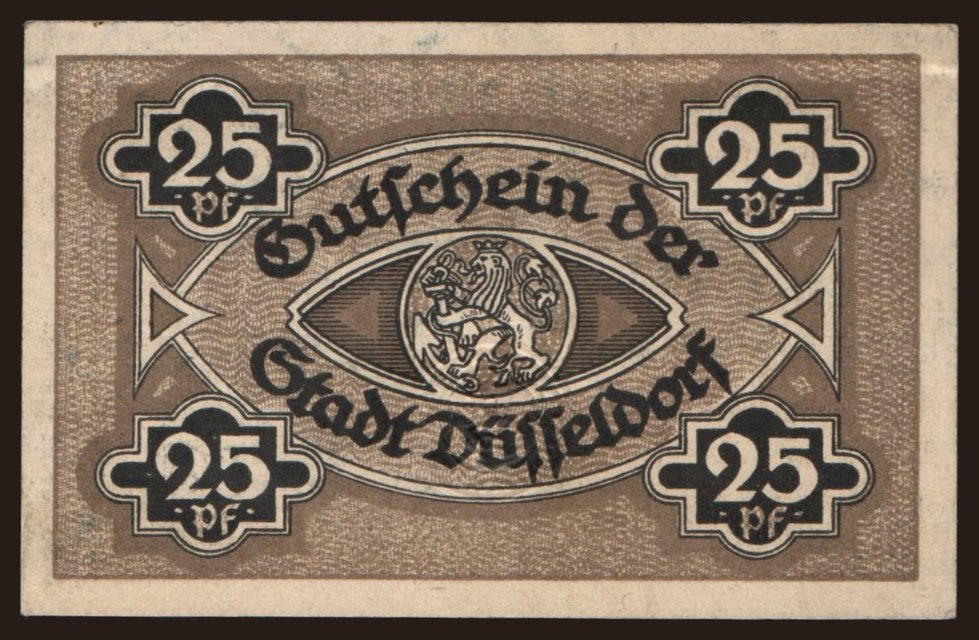 25 25
Pf Pf
Gutschein der
Stadt Düsseldorf
25 25
Pf Pf